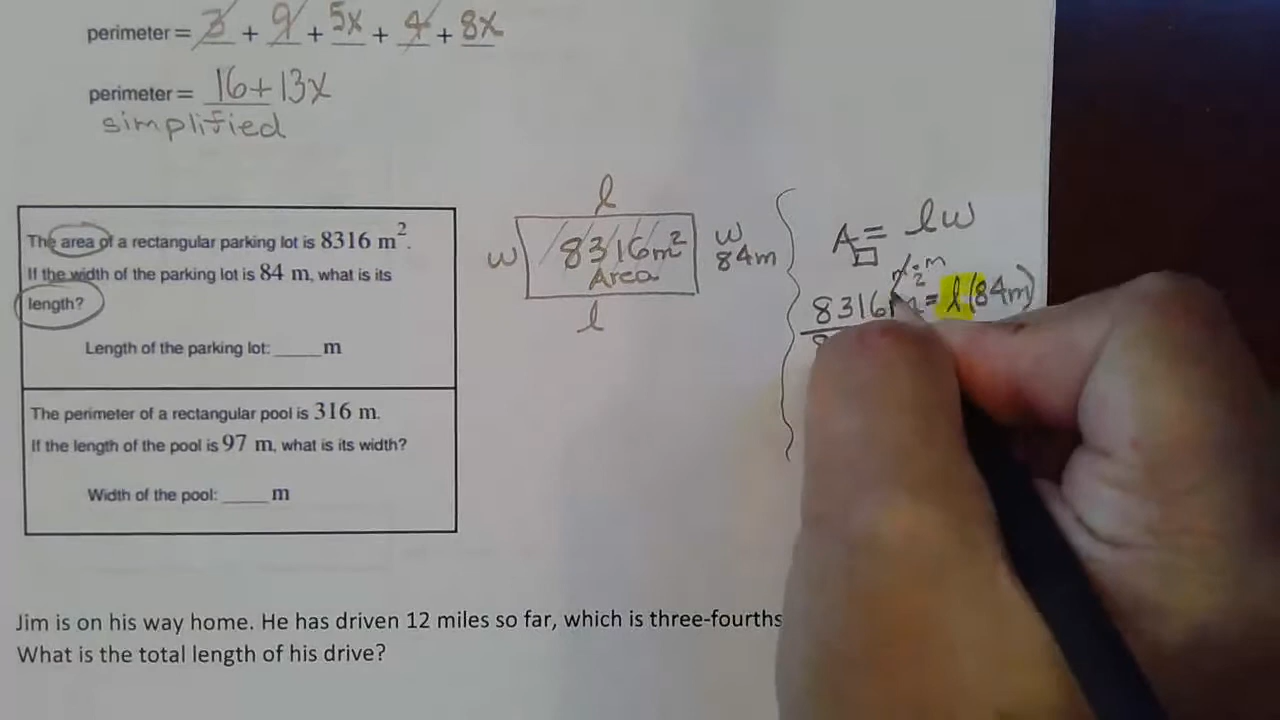 perimeter = 3 + 9 + 5x + 4 + 8x
perimeter = 16 + 13x
simplified
The area of a rectangular parking lot is 8316 m².
If the width of the parking lot is 84 m, what is its
length?
Length of the parking lot: _____ m
The perimeter of a rectangular pool is 316 m.
If the length of the pool is 97 m, what is its width?
Width of the pool: _____ m
l
w 8316m² w
Area 84m
l
A▭ = lw
m·m
8316m² = l(84m)
8
Jim is on his way home. He has driven 12 miles so far, which is three-fourths
What is the total length of his drive?